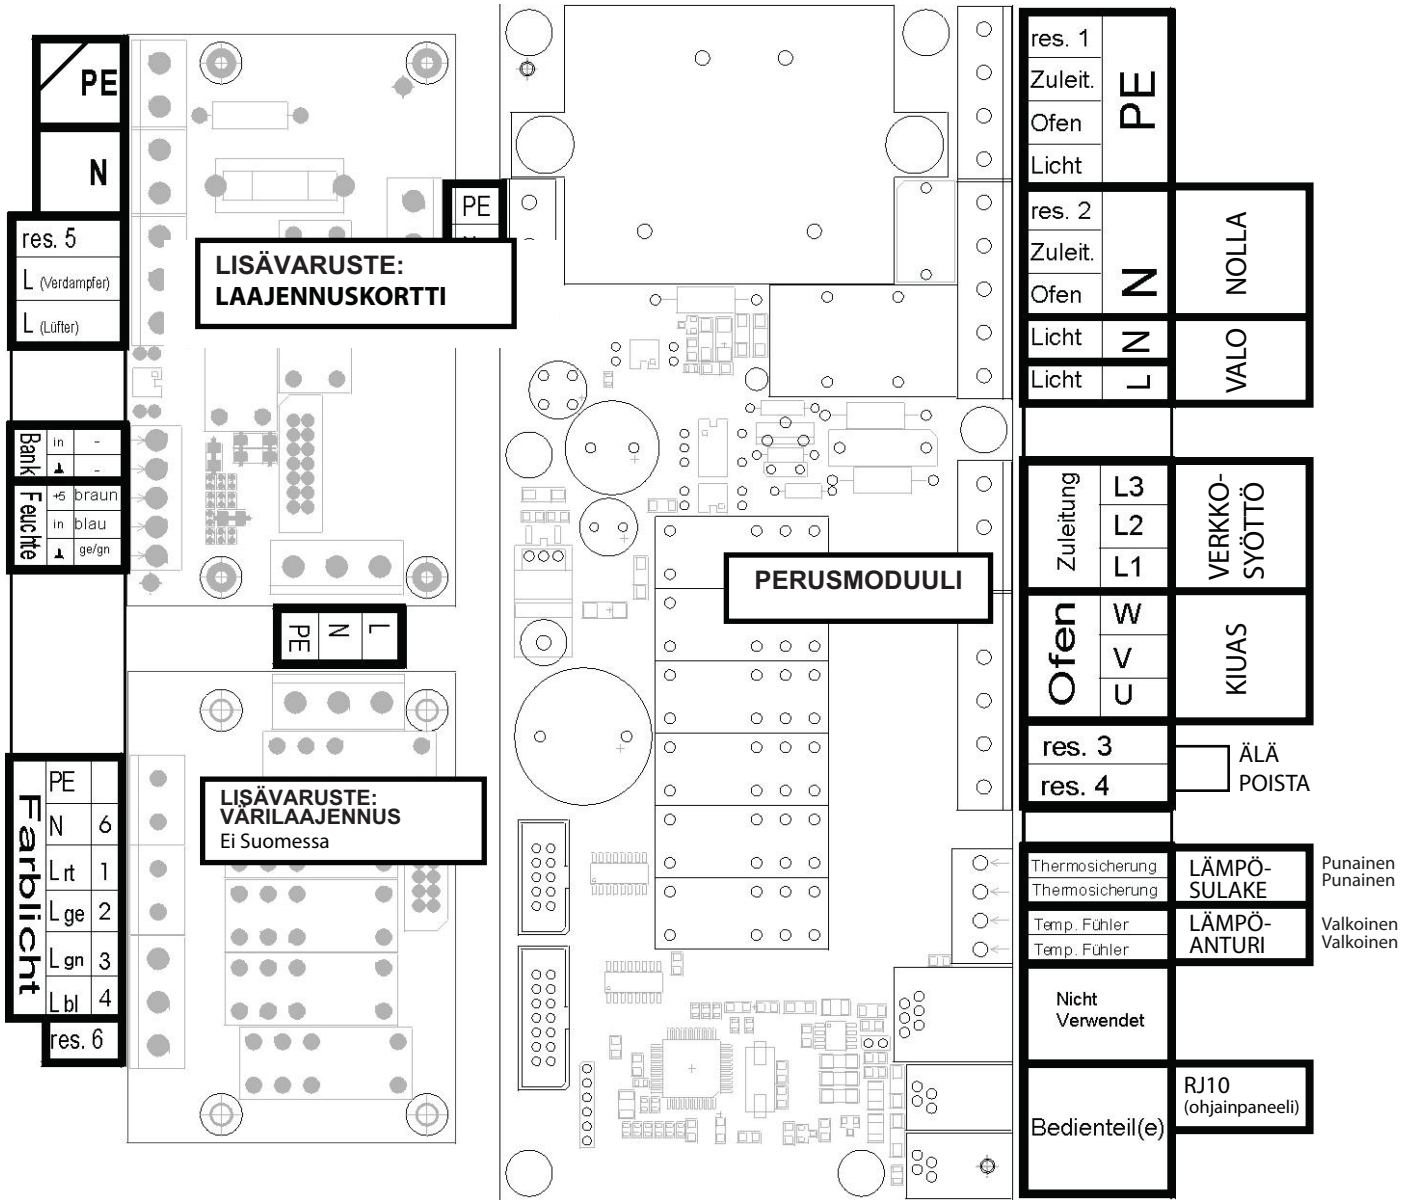 PE
N
res. 5
L (Verdampfer)
L (Lüfter)
Bank
in -
-
Feuchte
+5 braun
in blau
ge/gn
PE
LISÄVARUSTE:
LAAJENNUSKORTTI
PE N L
LISÄVARUSTE:
VÄRILAAJENNUS
Ei Suomessa
Farblicht
PE
N 6
L rt 1
L ge 2
L gn 3
L bl 4
res. 6
PERUSMODUULI
res. 1
Zuleit.
Ofen
Licht
PE
res. 2
Zuleit.
Ofen
N
NOLLA
Licht N
Licht L
VALO
Zuleitung
L3
L2
L1
VERKKO-
SYÖTTÖ
Ofen
W
V
U
KIUAS
res. 3
res. 4
ÄLÄ
POISTA
Thermosicherung
Thermosicherung
LÄMPÖ-
SULAKE
Punainen
Punainen
Temp. Fühler
Temp. Fühler
LÄMPÖ-
ANTURI
Valkoinen
Valkoinen
Nicht
Verwendet
Bedienteil(e)
RJ10
(ohjainpaneeli)